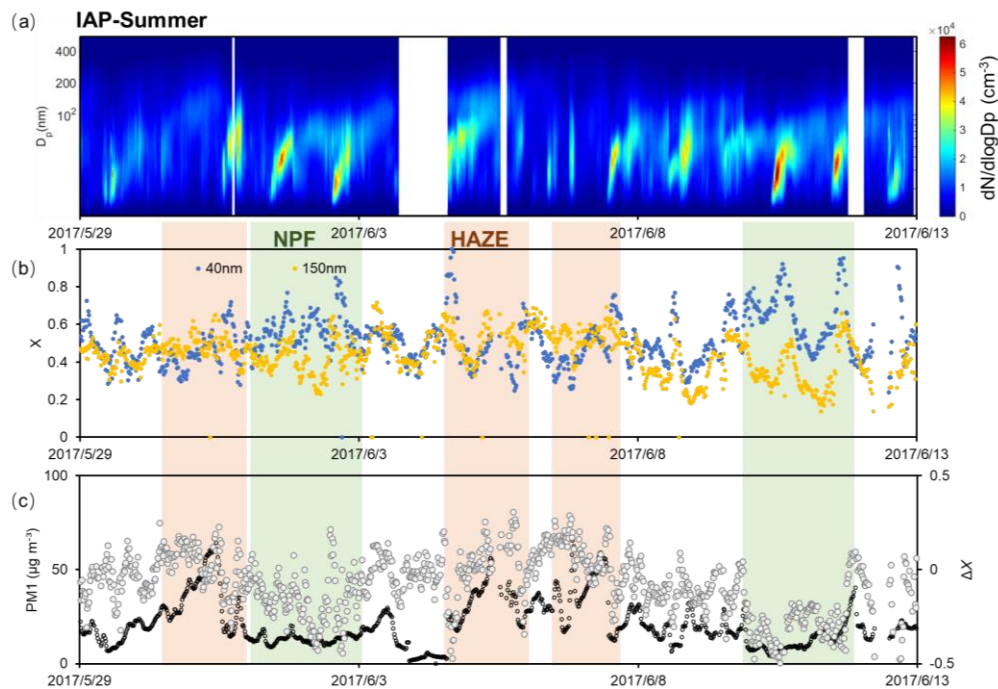 (a) IAP-Summer
×10⁴
400
200
10²
Dₚ(nm)
6
5
4
3
2
1
0
dN/dlogDp (cm⁻³)
2017/5/29 2017/6/3 2017/6/8 2017/6/13
NPF HAZE
(b)
40nm 150nm
1
0.8
0.6
0.4
0.2
0
X
2017/5/29 2017/6/3 2017/6/8 2017/6/13
(c)
100
50
0
PM1 (μg m⁻³)
0.5
0
-0.5
ΔX
2017/5/29 2017/6/3 2017/6/8 2017/6/13